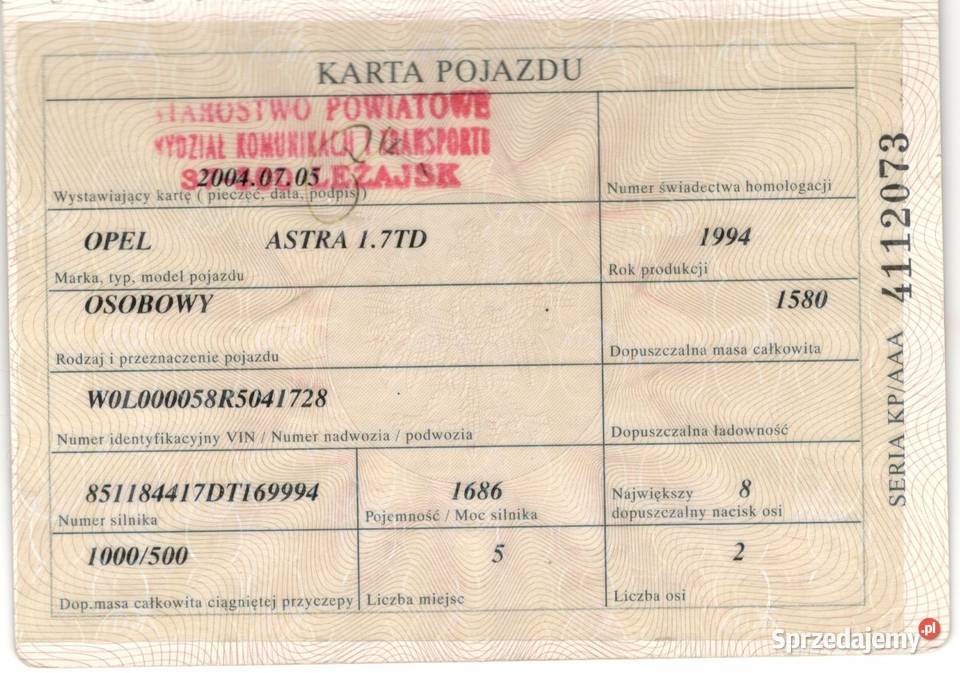 KARTA POJAZDU
STAROSTWO POWIATOWE
WYDZIAŁ KOMUNIKACJI I TRANSPORTU
LEŻAJSK
2004.07.05
Wystawiający kartę ( pieczęć, data, podpis )
Numer świadectwa homologacji
OPEL ASTRA 1.7TD
Marka, typ, model pojazdu
1994
Rok produkcji
OSOBOWY
Rodzaj i przeznaczenie pojazdu
1580
Dopuszczalna masa całkowita
W0L000058R5041728
Numer identyfikacyjny VIN / Numer nadwozia / podwozia
Dopuszczalna ładowność
851184417DT169994
Numer silnika
1686
Pojemność / Moc silnika
Największy 8
dopuszczalny nacisk osi
1000/500
Dop.masa całkowita ciągniętej przyczepy
5
Liczba miejsc
2
Liczba osi
SERIA KP/AAA 4112073
Sprzedajemy.pl